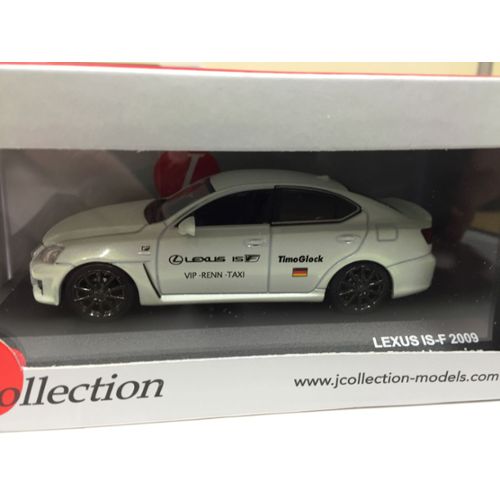 LEXUS IS F
TimoGlock
VIP -RENN -TAXI
LEXUS IS-F 2009
ollection
www.jcollection-models.com